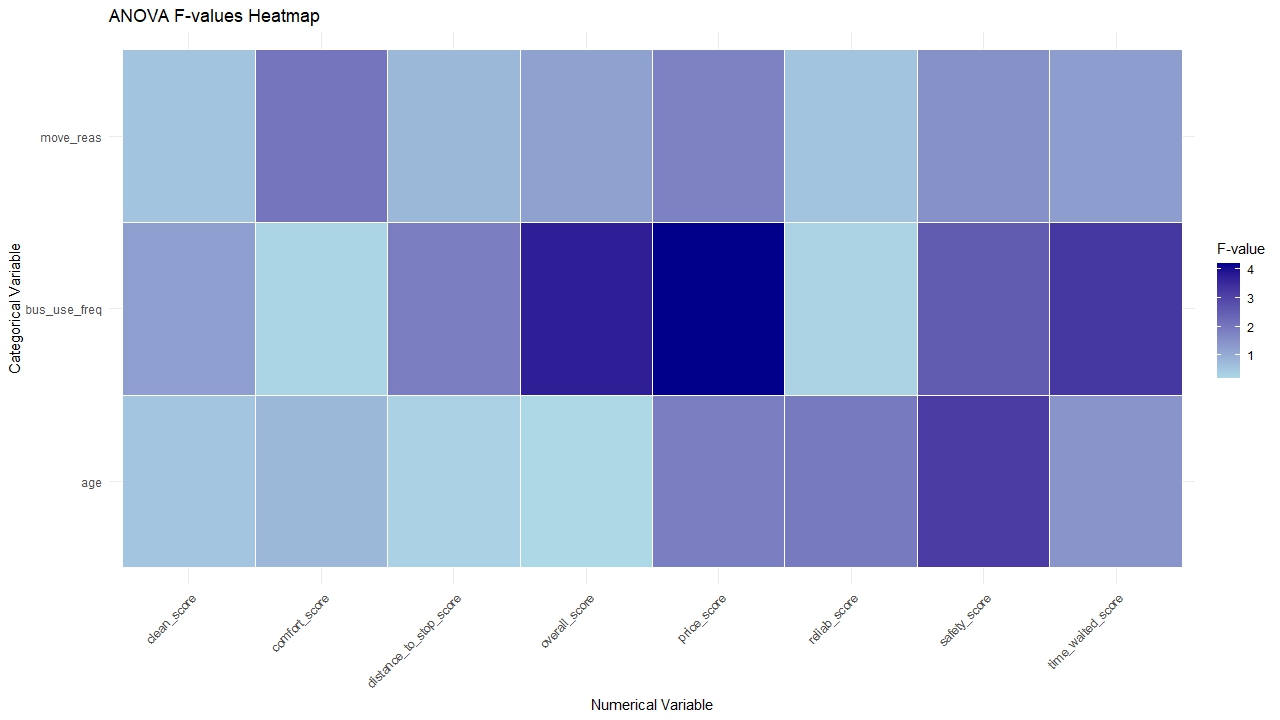 ANOVA F-values Heatmap
Categorical Variable
move_reas
bus_use_freq
age
clean_score
comfort_score
distance_to_stop_score
overall_score
price_score
reliab_score
safety_score
time_waited_score
Numerical Variable
F-value
4
3
2
1